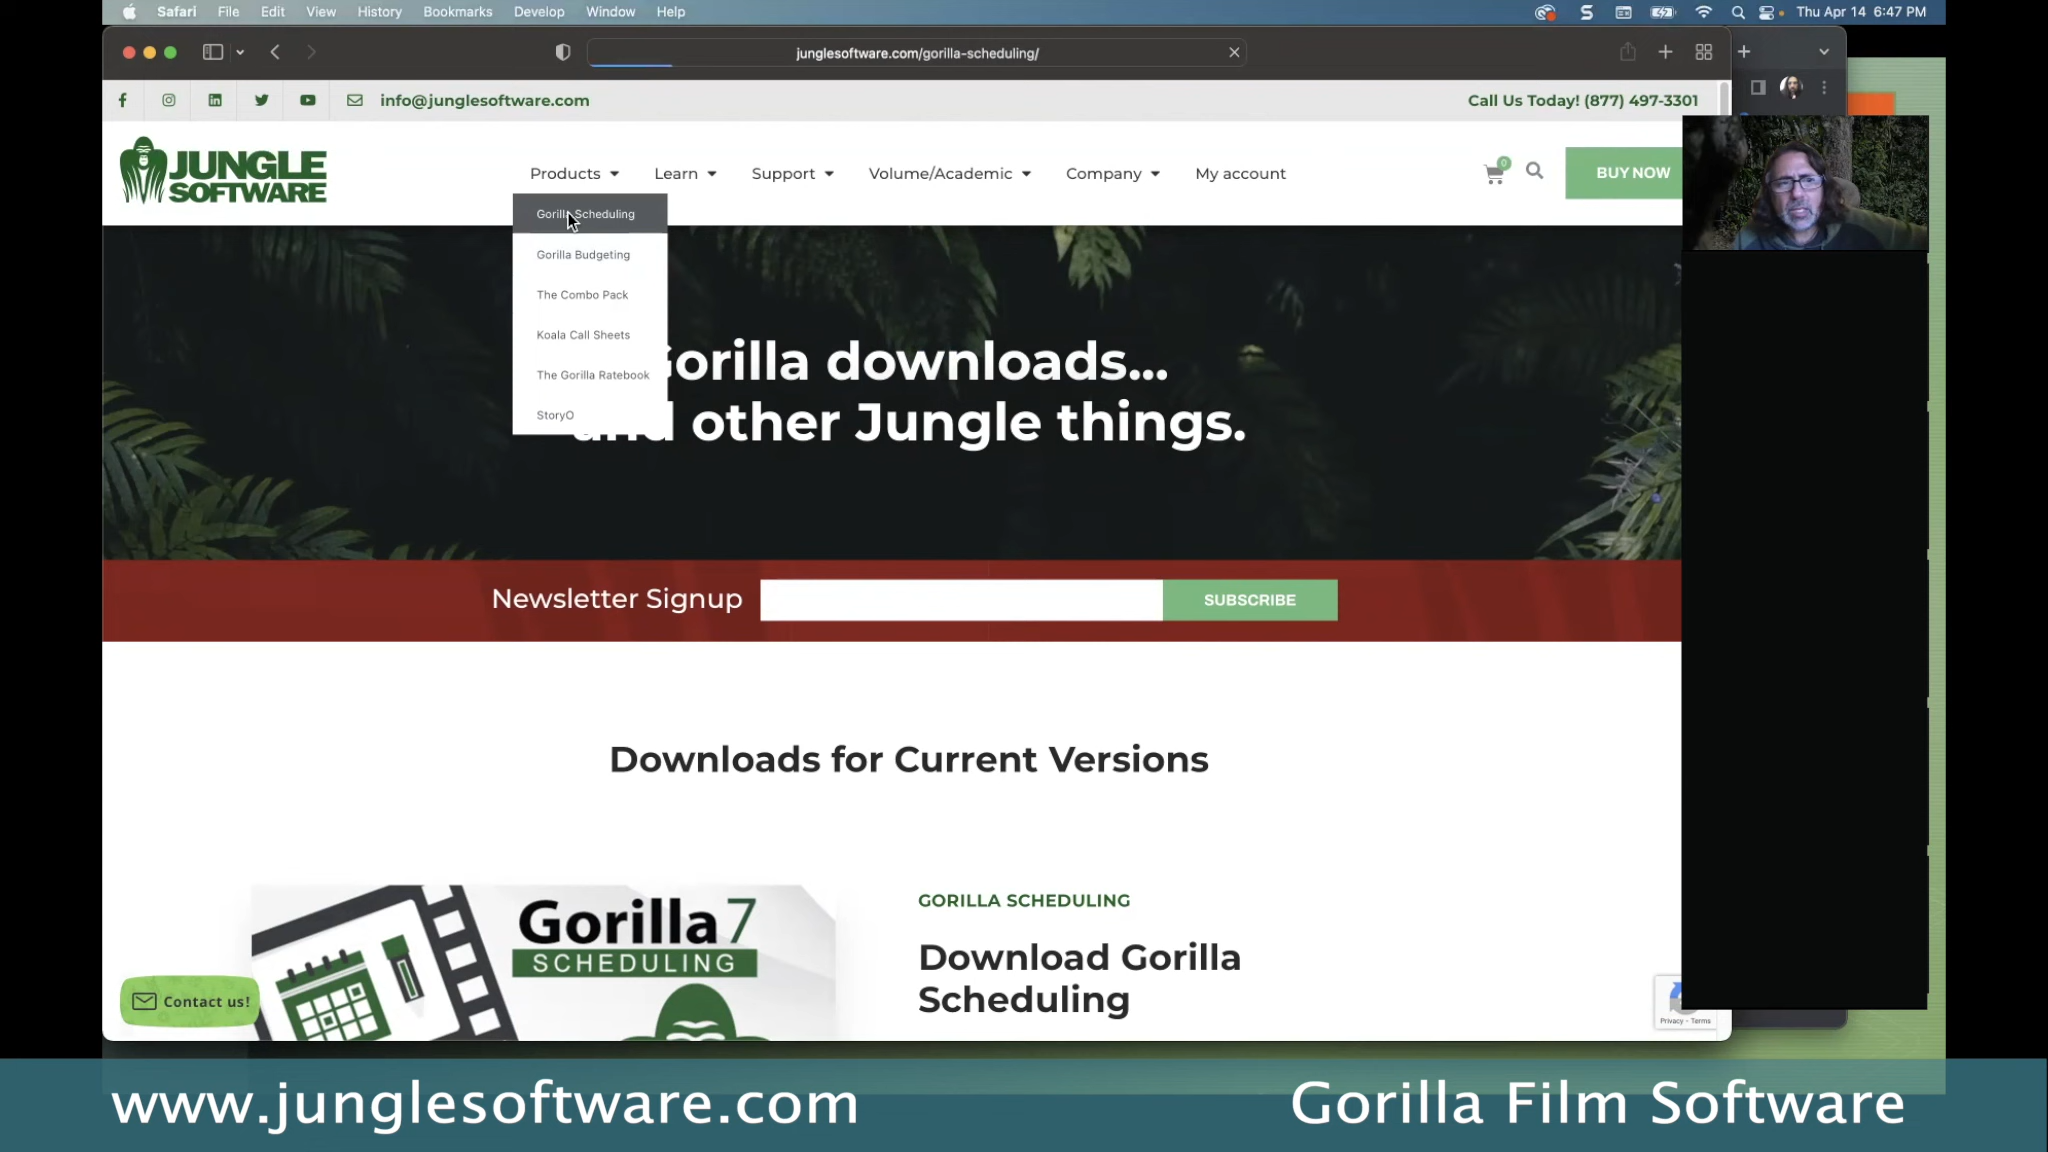 Safari File Edit View History Bookmarks Develop Window Help
Thu Apr 14 6:47 PM
junglesoftware.com/gorilla-scheduling/
info@junglesoftware.com
Call Us Today! (877) 497-3301
JUNGLE
SOFTWARE
Products Learn Support Volume/Academic Company My account
0
BUY NOW
Gorilla Scheduling
Gorilla Budgeting
The Combo Pack
Koala Call Sheets
The Gorilla Ratebook
StoryO
Gorilla downloads...
and other Jungle things.
Newsletter Signup
SUBSCRIBE
Downloads for Current Versions
Gorilla 7
SCHEDULING
GORILLA SCHEDULING
Download Gorilla
Scheduling
Contact us!
Privacy - Terms
www.junglesoftware.com
Gorilla Film Software